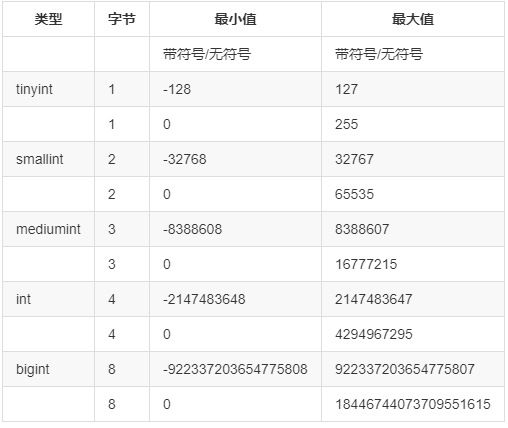 类型 字节 最小值 最大值
带符号/无符号 带符号/无符号
tinyint 1 -128 127
1 0 255
smallint 2 -32768 32767
2 0 65535
mediumint 3 -8388608 8388607
3 0 16777215
int 4 -2147483648 2147483647
4 0 4294967295
bigint 8 -922337203654775808 922337203654775807
8 0 18446744073709551615